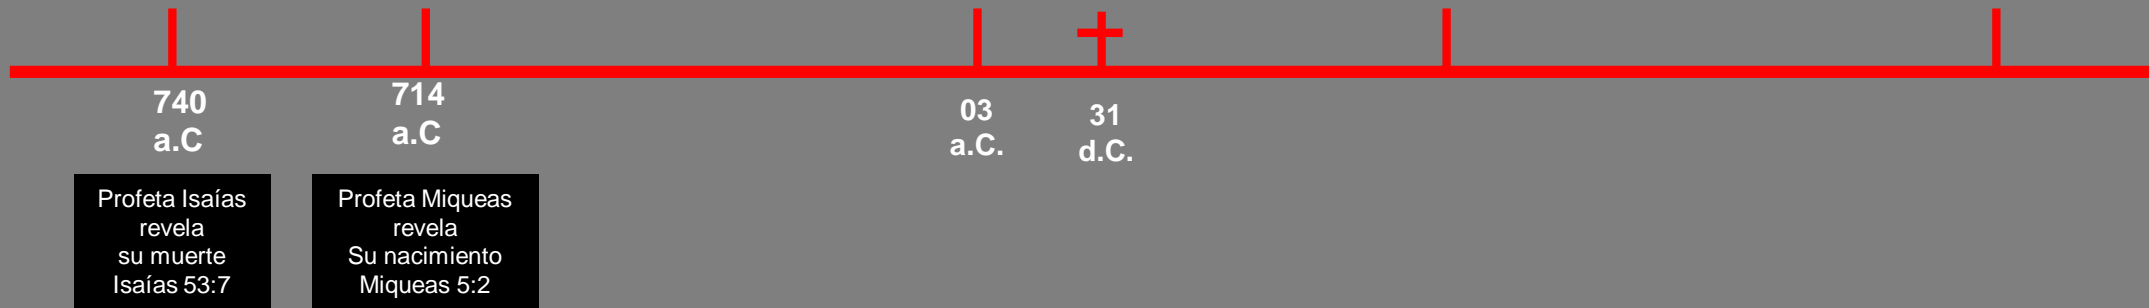 740
a.C
714
a.C
03
a.C.
31
d.C.
Profeta Isaías
revela
su muerte
Isaías 53:7
Profeta Miqueas
revela
Su nacimiento
Miqueas 5:2